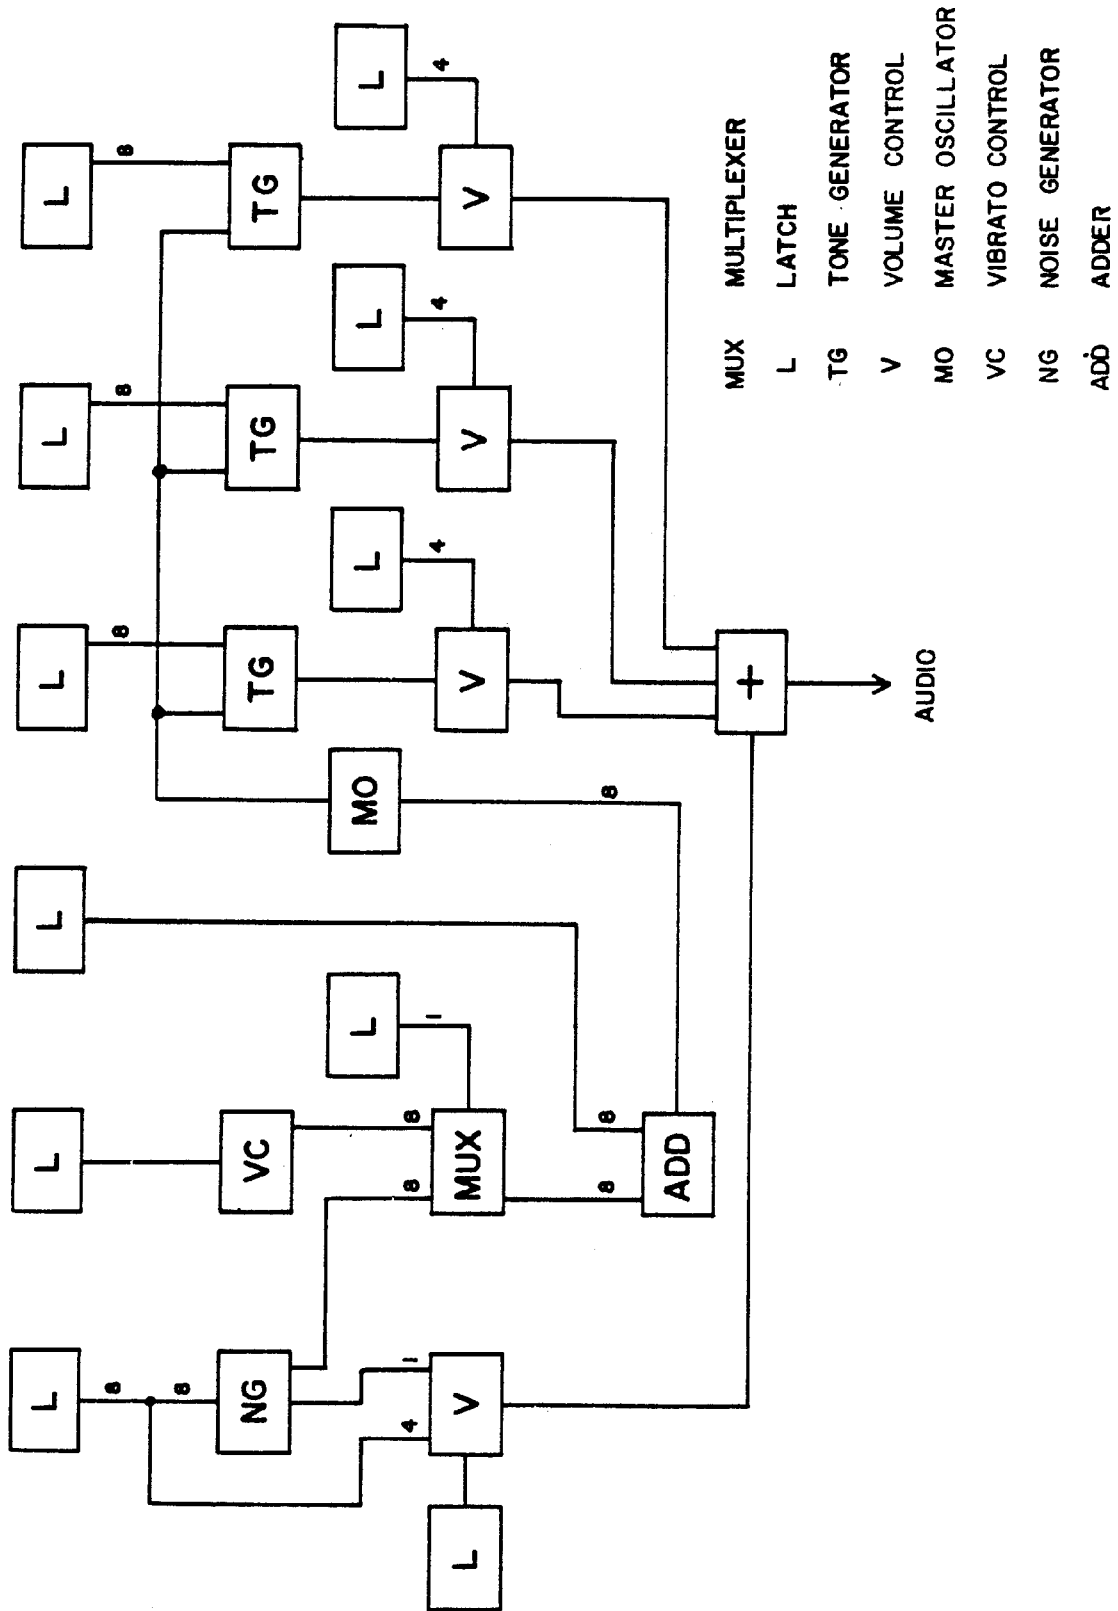 L L L L L L
8 8 8 8
8
NG VC TG TG TG
L MO L L L
4 1 8 8 1 4 4 4
L V MUX V V V
8 8 8
ADD
+
AUDIO
MUX MULTIPLEXER
L LATCH
TG TONE GENERATOR
V VOLUME CONTROL
MO MASTER OSCILLATOR
VC VIBRATO CONTROL
NG NOISE GENERATOR
ADD ADDER